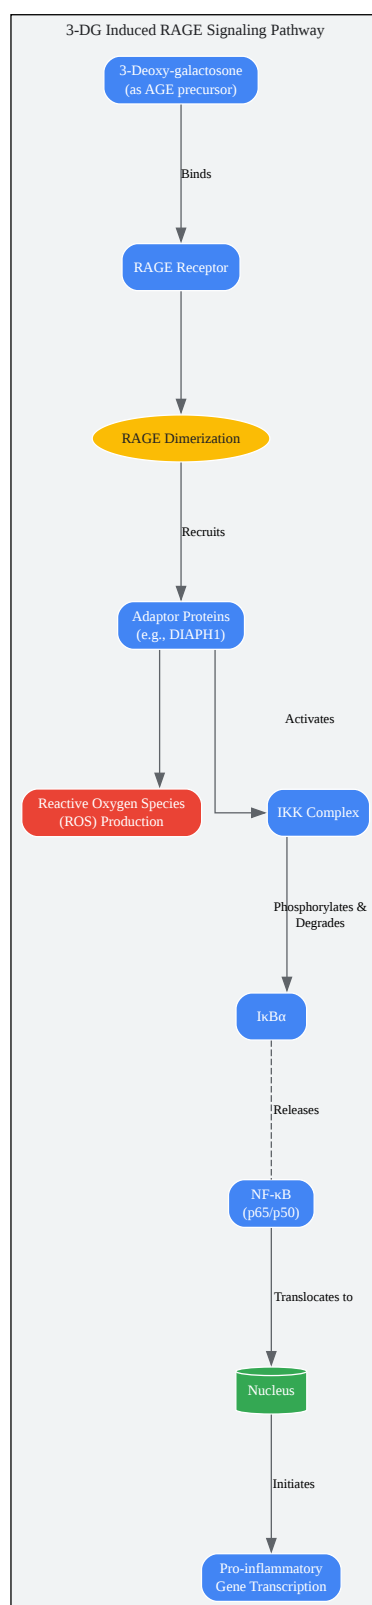 3-DG Induced RAGE Signaling Pathway
3-Deoxy-galactosone
(as AGE precursor)
Binds
RAGE Receptor
RAGE Dimerization
Recruits
Adaptor Proteins
(e.g., DIAPH1)
Activates
Reactive Oxygen Species
(ROS) Production
IKK Complex
Phosphorylates &
Degrades
IκBα
Releases
NF-κB
(p65/p50)
Translocates to
Nucleus
Initiates
Pro-inflammatory
Gene Transcription